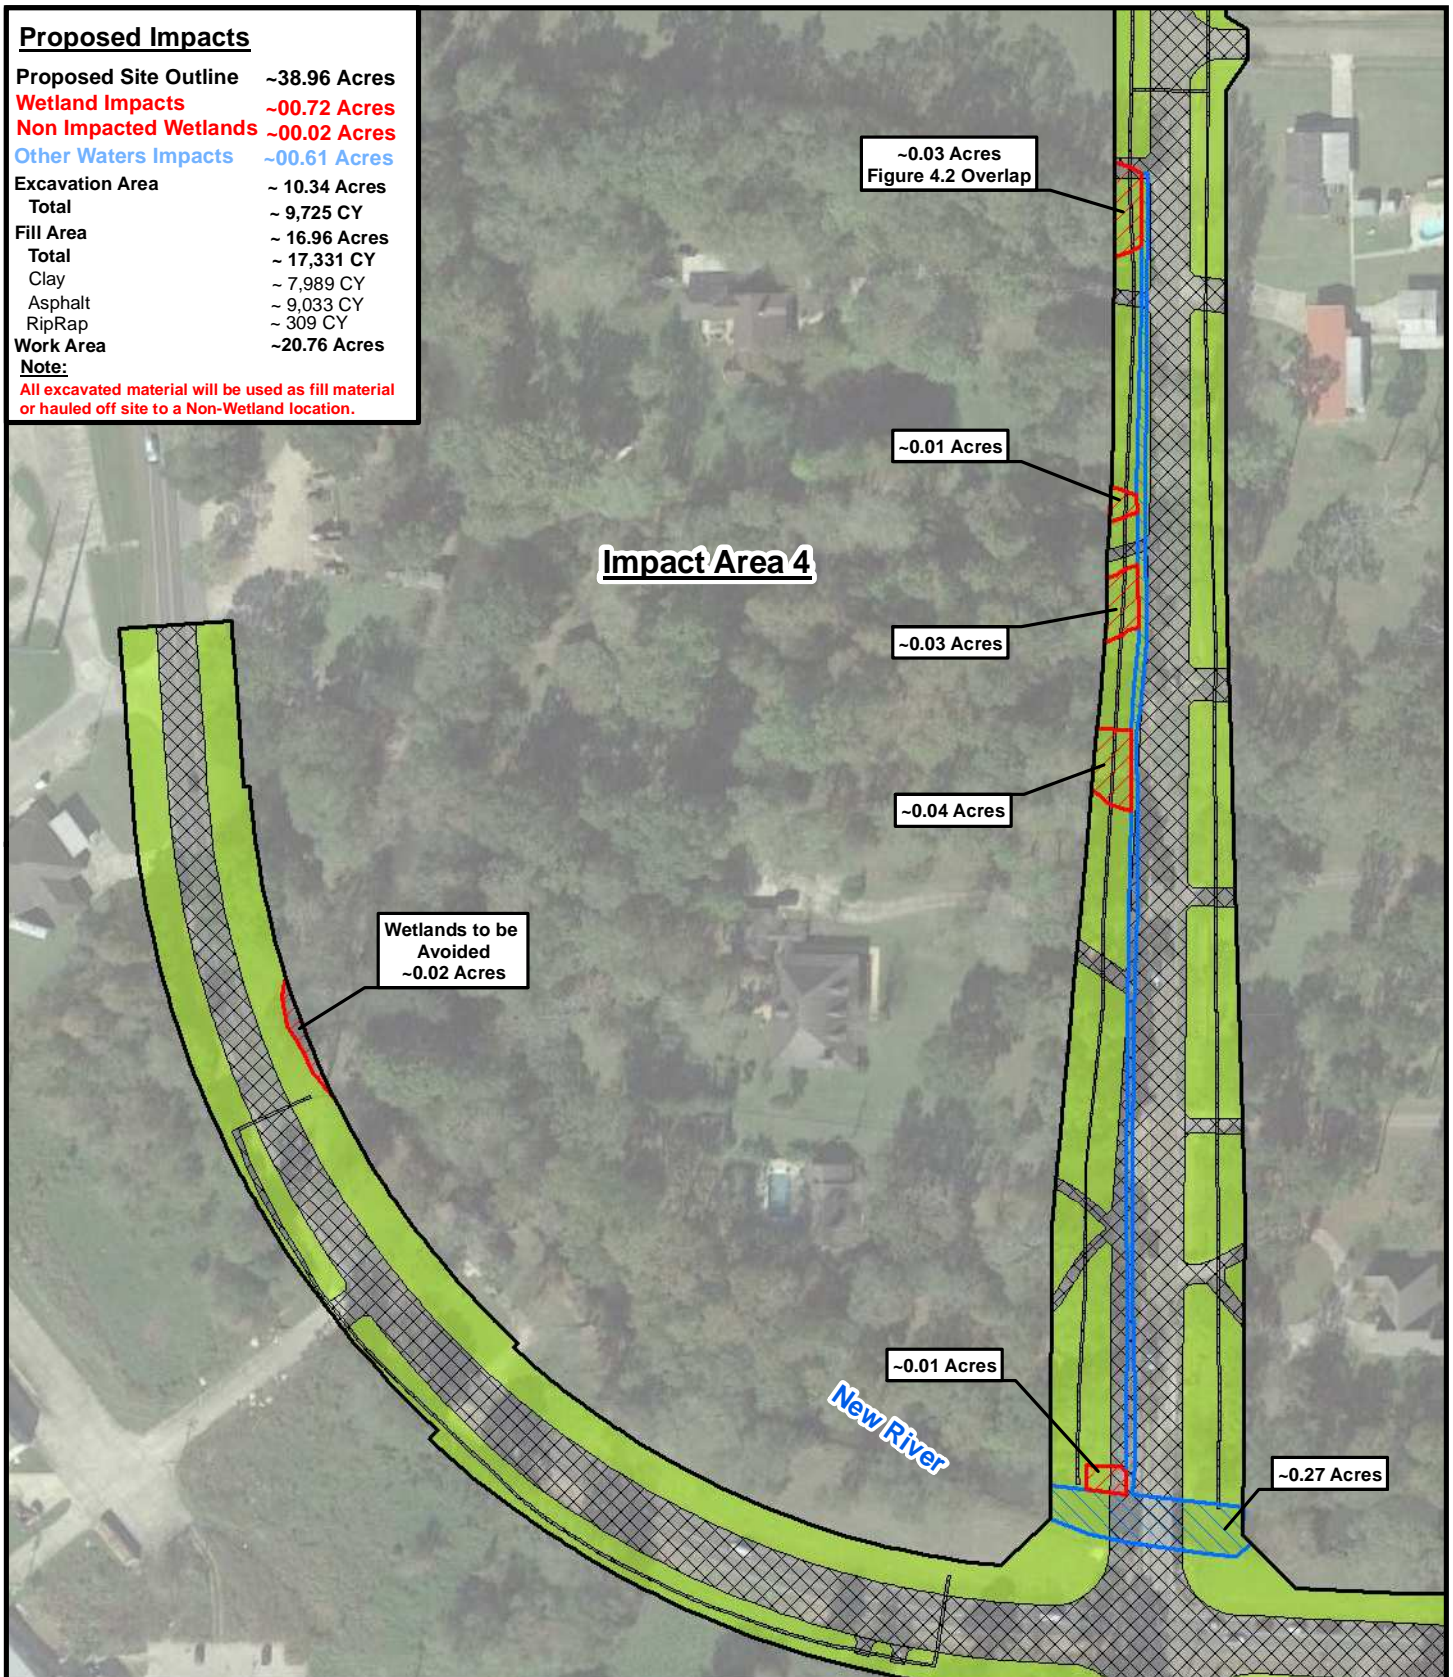 Proposed Impacts
Proposed Site Outline ~38.96 Acres
Wetland Impacts ~00.72 Acres
Non Impacted Wetlands ~00.02 Acres
Other Waters Impacts ~00.61 Acres
Excavation Area ~ 10.34 Acres
Total ~ 9,725 CY
Fill Area ~ 16.96 Acres
Total ~ 17,331 CY
Clay ~ 7,989 CY
Asphalt ~ 9,033 CY
RipRap ~ 309 CY
Work Area ~20.76 Acres
Note:
All excavated material will be used as fill material
or hauled off site to a Non-Wetland location.
~0.03 Acres
Figure 4.2 Overlap
~0.01 Acres
Impact Area 4
~0.03 Acres
~0.04 Acres
Wetlands to be
Avoided
~0.02 Acres
~0.01 Acres
New River
~0.27 Acres